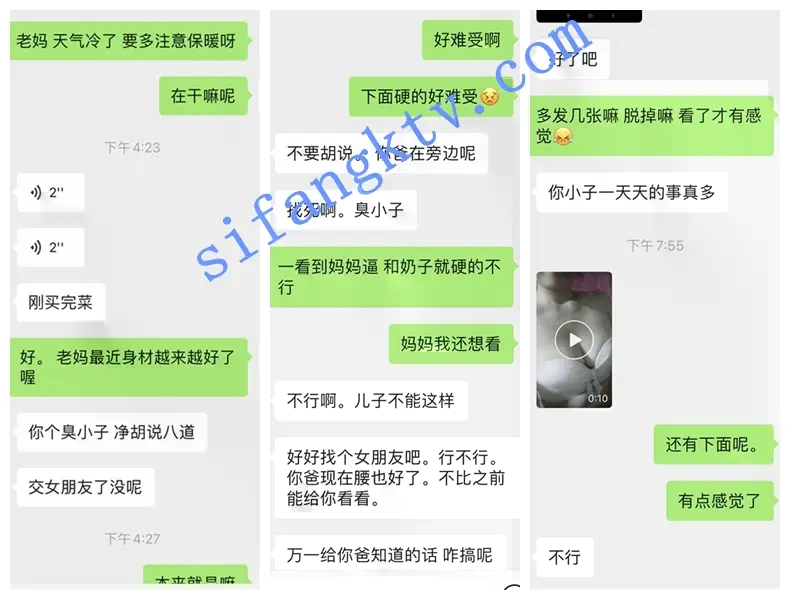 老妈 天气冷了 要多注意保暖呀
在干嘛呢
下午4:23
2''
2''
刚买完菜
好。 老妈最近身材越来越好了
喔
你个臭小子 净胡说八道
交女朋友了没呢
下午4:27
本来就是嘛
好难受啊
下面硬的好难受
不要胡说。你爸在旁边呢
找死啊。臭小子
一看到妈妈逼 和奶子就硬的不
行
妈妈我还想看
不行啊。儿子不能这样
好好找个女朋友吧。行不行。
你爸现在腰也好了。不比之前
能给你看看。
万一给你爸知道的话 咋搞呢
好了吧
多发几张嘛 脱掉嘛 看了才有感
觉
你小子一天天的事真多
下午7:55
0:10
还有下面呢。
有点感觉了
不行
sifangktv.com